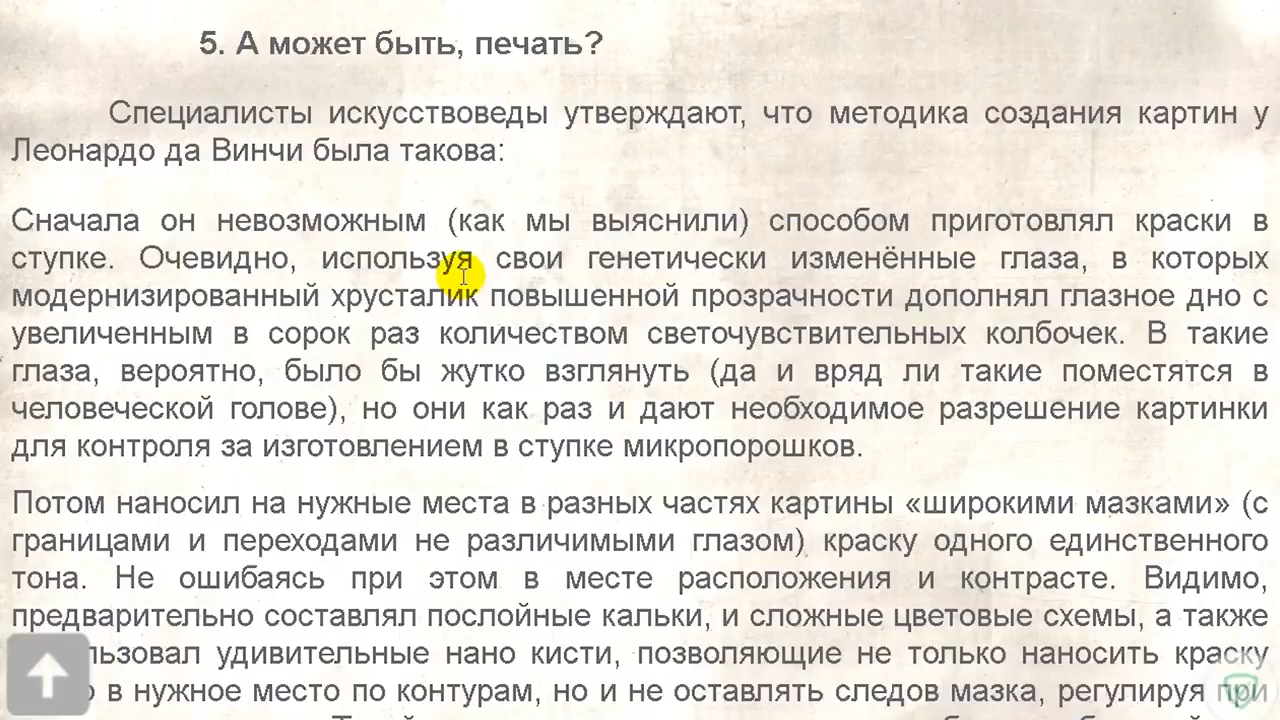 5. А может быть, печать?
Специалисты искусствоведы утверждают, что методика создания картин у
Леонардо да Винчи была такова:
Сначала он невозможным (как мы выяснили) способом приготовлял краски в
ступке. Очевидно, используя свои генетически изменённые глаза, в которых
модернизированный хрусталик повышенной прозрачности дополнял глазное дно с
увеличенным в сорок раз количеством светочувствительных колбочек. В такие
глаза, вероятно, было бы жутко взглянуть (да и вряд ли такие поместятся в
человеческой голове), но они как раз и дают необходимое разрешение картинки
для контроля за изготовлением в ступке микропорошков.
Потом наносил на нужные места в разных частях картины «широкими мазками» (с
границами и переходами не различимыми глазом) краску одного единственного
тона. Не ошибаясь при этом в месте расположения и контрасте. Видимо,
предварительно составлял послойные кальки, и сложные цветовые схемы, а также
удивительные нано кисти, позволяющие не только наносить краску
в нужное место по контурам, но и не оставлять следов мазка, регулируя при